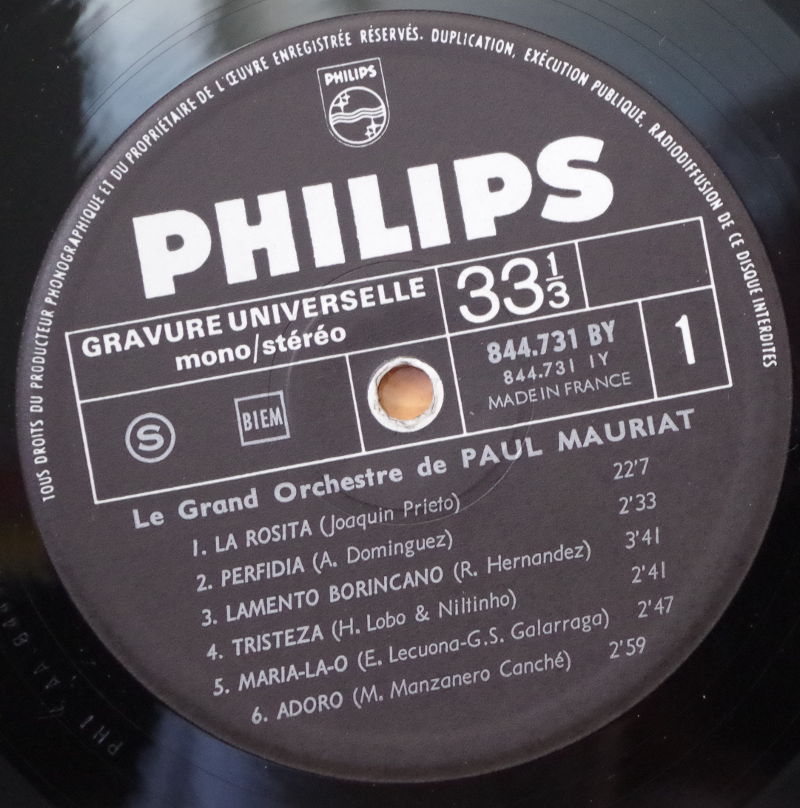 TOUS DROITS DU PRODUCTEUR PHONOGRAPHIQUE ET DU PROPRIÉTAIRE DE L'ŒUVRE ENREGISTRÉE RÉSERVÉS. DUPLICATION, EXÉCUTION PUBLIQUE, RADIODIFFUSION DE CE DISQUE INTERDITES
PHILIPS
PHILIPS
GRAVURE UNIVERSELLE
mono/stéréo
33 1/3
S
BIEM
844.731 BY
844.731 IY
MADE IN FRANCE
1
Le Grand Orchestre de PAUL MAURIAT
1. LA ROSITA (Joaquin Prieto) 22'7
2. PERFIDIA (A. Dominguez) 2'33
3. LAMENTO BORINCANO (R. Hernandez) 3'41
4. TRISTEZA (H. Lobo & Niltinho) 2'41
5. MARIA-LA-O (E. Lecuona-G.S. Galarraga) 2'47
6. ADORO (M. Manzanero Canché) 2'59